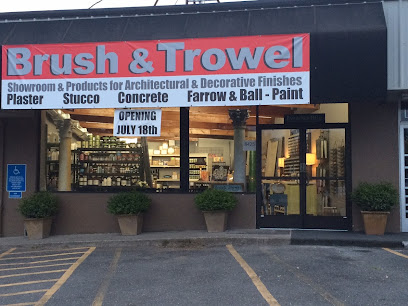 Brush & Trowel
Showroom & Products for Architectural & Decorative Finishes
Plaster Stucco Concrete Farrow & Ball - Paint
OPENING
JULY 18th